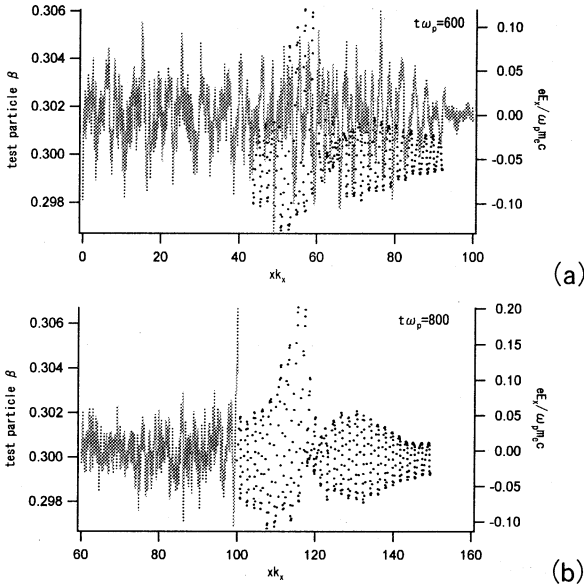 tωp=600
0.306
0.304
0.302
0.300
0.298
test particle β
0.10
0.05
0.00
-0.05
-0.10
eEx/ωpmec
0 20 40 60 80 100
xkx
(a)
tωp=800
0.306
0.304
0.302
0.300
0.298
test particle β
0.20
0.15
0.10
0.05
0.00
-0.05
-0.10
eEx/ωpmec
60 80 100 120 140 160
xkx
(b)